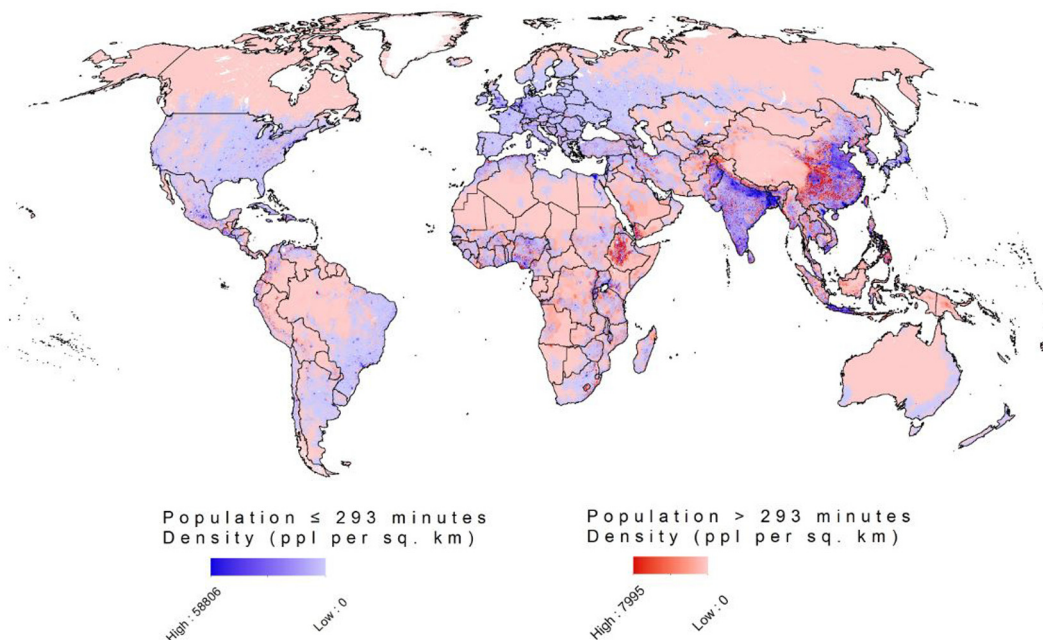 Population ≤ 293 minutes
Density (ppl per sq. km)
High : 58806
Low : 0
Population > 293 minutes
Density (ppl per sq. km)
High : 7995
Low : 0